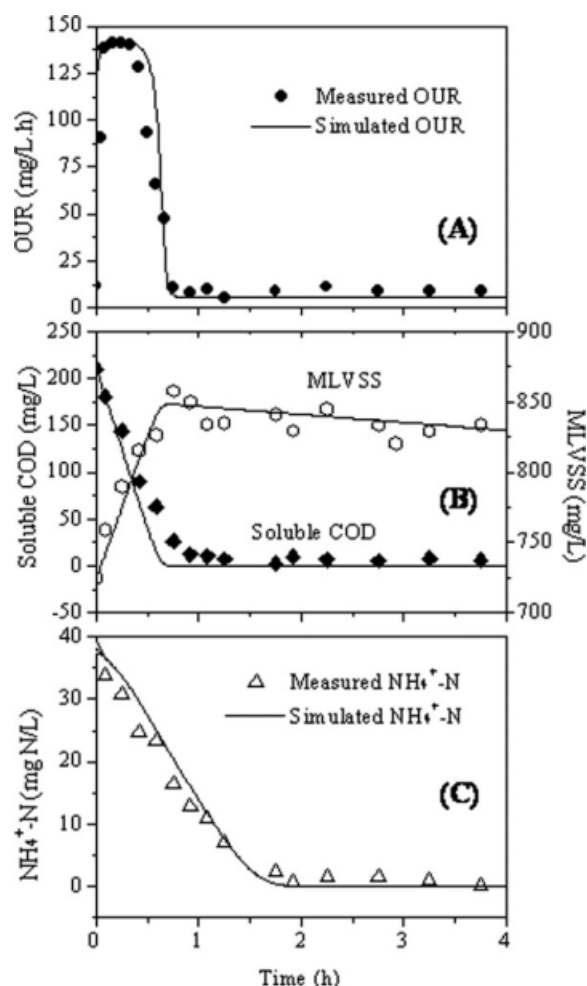 150
125
100
75
50
25
0
OUR (mg/L.h)
Measured OUR
Simulated OUR
(A)
250
200
150
100
50
0
-50
Soluble COD (mg/L)
900
850
800
750
700
MLVSS (mg/L)
MLVSS
(B)
Soluble COD
40
30
20
10
0
NH₄⁺-N (mg N/L)
Measured NH₄⁺-N
Simulated NH₄⁺-N
(C)
0 1 2 3 4
Time (h)